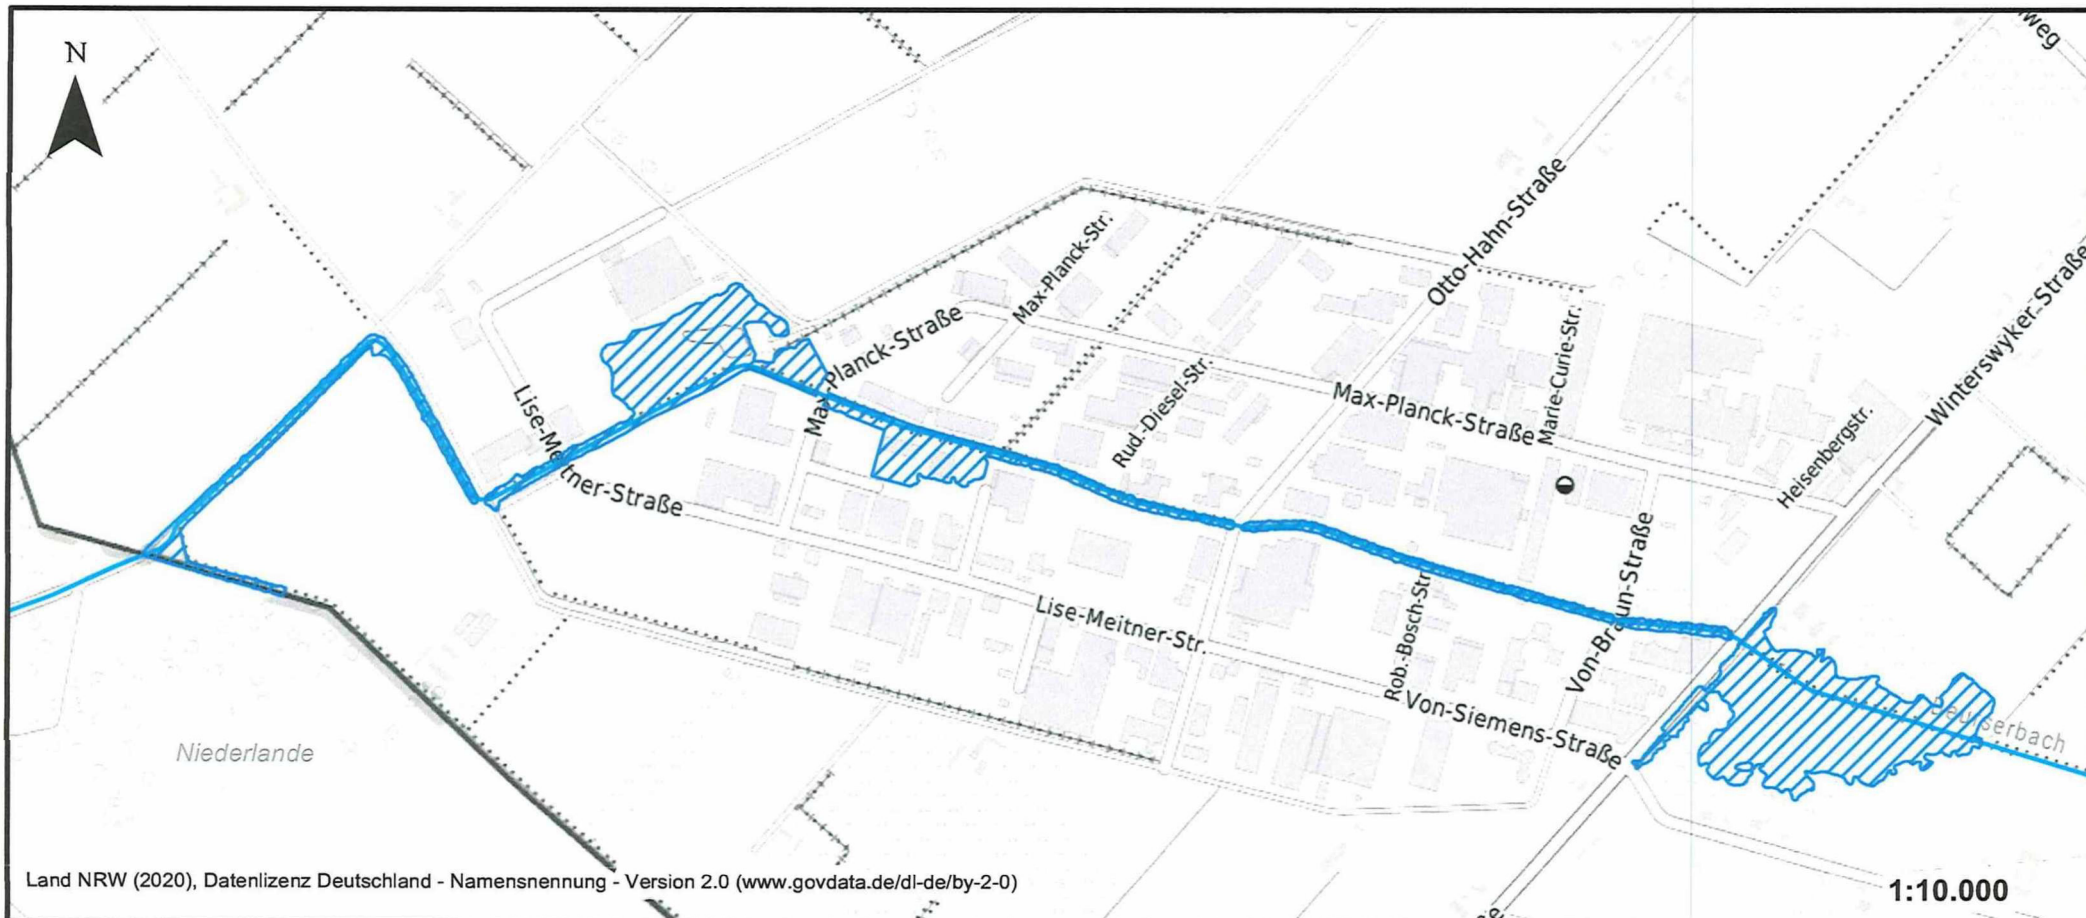 N
weg
Otto-Hahn-Straße
Max-Planck-Str.
Winterswyker Straße
Max-Planck-Straße
Marie-Curie-Str.
Rud.-Diesel-Str.
Max-Planck-Straße
Heisenbergstr.
Lise-Meitner-Straße
Von-Braun-Straße
Rob.-Bosch-Str.
Lise-Meitner-Str.
Von-Siemens-Straße
Niederlande
Land NRW (2020), Datenlizenz Deutschland - Namensnennung - Version 2.0 (www.govdata.de/dl-de/by-2-0)
1:10.000